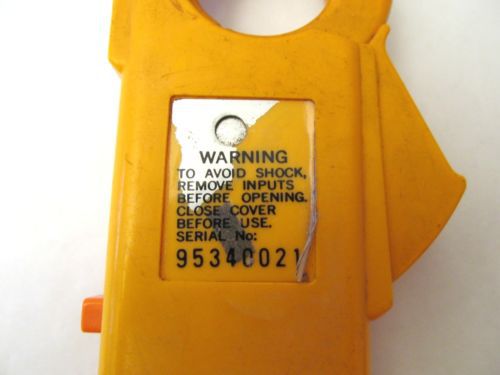 WARNING
TO AVOID SHOCK,
REMOVE INPUTS
BEFORE OPENING.
CLOSE COVER
BEFORE USE.
SERIAL No:
95340021